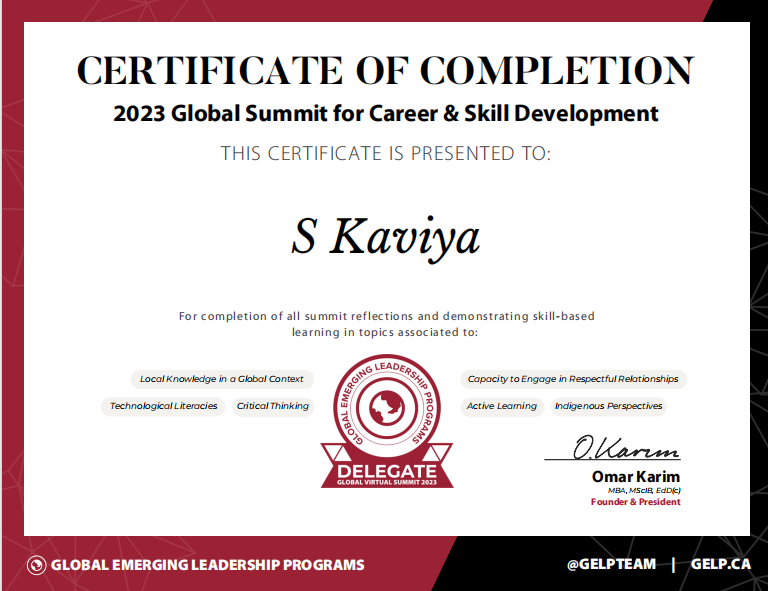 CERTIFICATE OF COMPLETION
2023 Global Summit for Career & Skill Development
THIS CERTIFICATE IS PRESENTED TO:
S Kaviya
For completion of all summit reflections and demonstrating skill-based
learning in topics associated to:
Local Knowledge in a Global Context
Technological Literacies
Critical Thinking
GLOBAL EMERGING LEADERSHIP PROGRAMS
DELEGATE
GLOBAL VIRTUAL SUMMIT 2023
Capacity to Engage in Respectful Relationships
Active Learning
Indigenous Perspectives
O.Karim
Omar Karim
MBA, MScIB, EdD(c)
Founder & President
GLOBAL EMERGING LEADERSHIP PROGRAMS
@GELPTEAM | GELP.CA